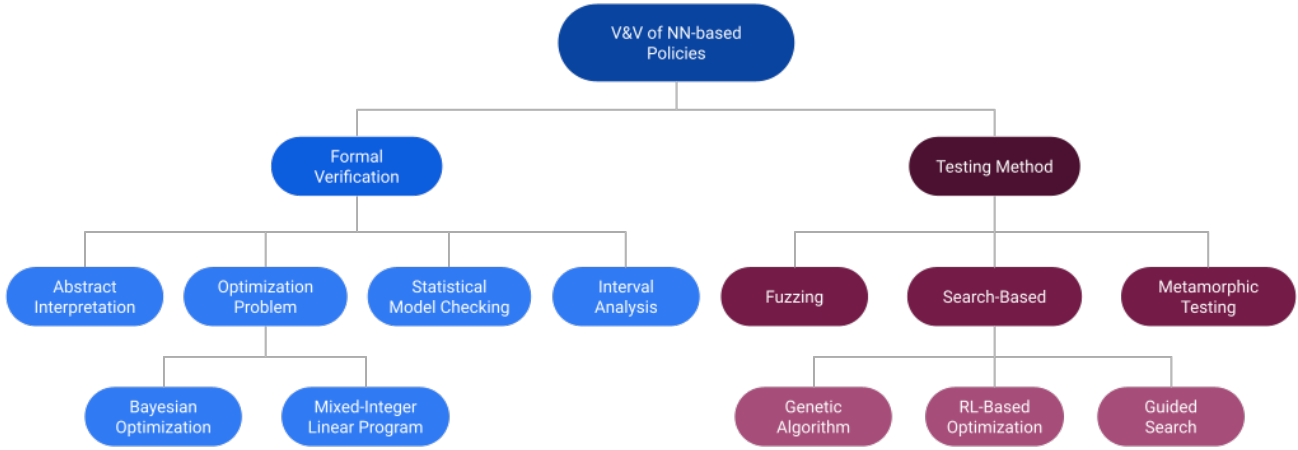 V&V of NN-based
Policies
Formal
Verification
Testing Method
Abstract
Interpretation
Optimization
Problem
Statistical
Model Checking
Interval
Analysis
Fuzzing
Search-Based
Metamorphic
Testing
Bayesian
Optimization
Mixed-Integer
Linear Program
Genetic
Algorithm
RL-Based
Optimization
Guided
Search